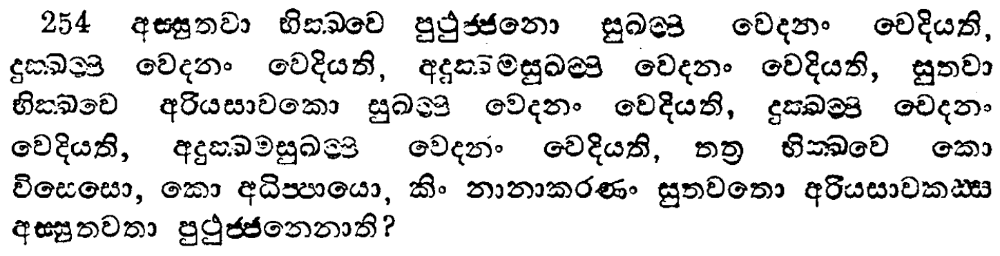 254 අස්සුතවා භික්ඛවෙ පුථුජ්ජනො සුඛම්පි වෙදනං වෙදියති,
දුක්ඛම්පි වෙදනං වෙදියති, අදුක්ඛමසුඛම්පි වෙදනං වෙදියති, සුතවා
භික්ඛවෙ අරියසාවකො සුඛම්පි වෙදනං වෙදියති, දුක්ඛම්පි වෙදනං
වෙදියති, අදුක්ඛමසුඛම්පි වෙදනං වෙදියති, තත්‍ර භික්ඛවෙ කො
විසෙසො, කො අධිප්පායො, කිං නානාකරණං සුතවතො අරියසාවකස්ස
අස්සුතවතා පුථුජ්ජනෙනාති?